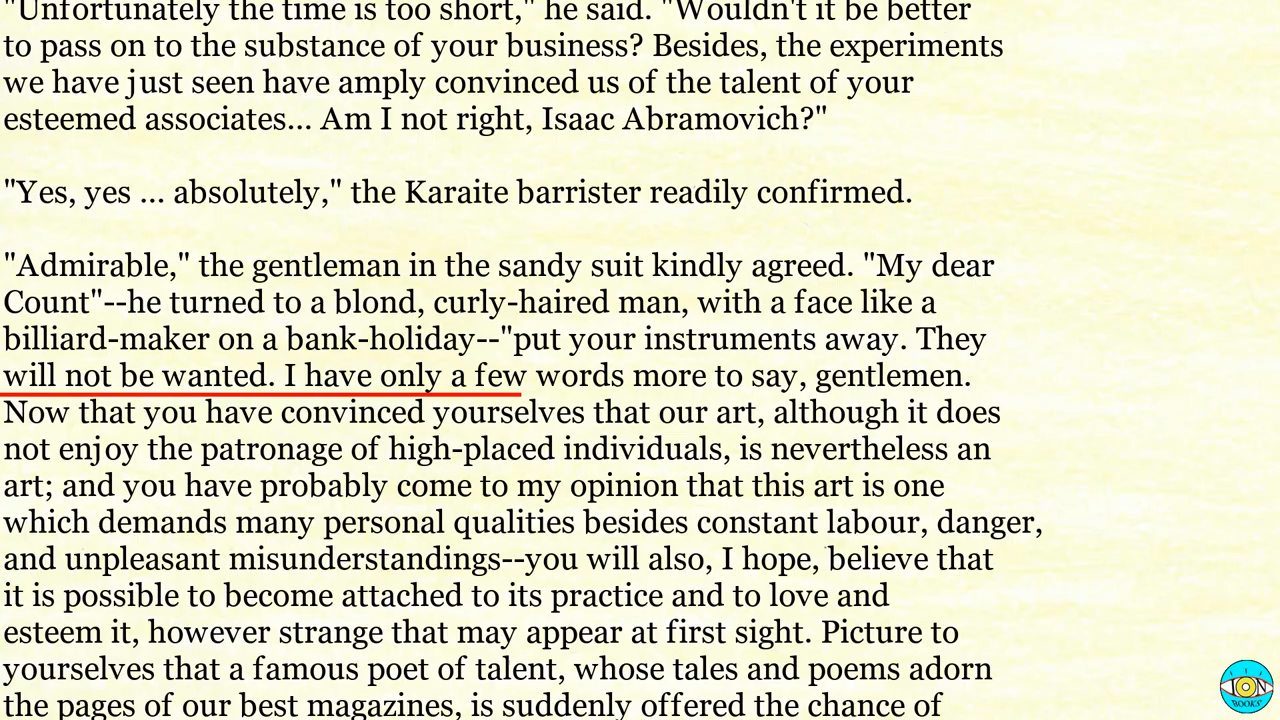 "Unfortunately the time is too short," he said. "Wouldn't it be better
to pass on to the substance of your business? Besides, the experiments
we have just seen have amply convinced us of the talent of your
esteemed associates... Am I not right, Isaac Abramovich?"
"Yes, yes ... absolutely," the Karaite barrister readily confirmed.
"Admirable," the gentleman in the sandy suit kindly agreed. "My dear
Count"--he turned to a blond, curly-haired man, with a face like a
billiard-maker on a bank-holiday--"put your instruments away. They
will not be wanted. I have only a few words more to say, gentlemen.
Now that you have convinced yourselves that our art, although it does
not enjoy the patronage of high-placed individuals, is nevertheless an
art; and you have probably come to my opinion that this art is one
which demands many personal qualities besides constant labour, danger,
and unpleasant misunderstandings--you will also, I hope, believe that
it is possible to become attached to its practice and to love and
esteem it, however strange that may appear at first sight. Picture to
yourselves that a famous poet of talent, whose tales and poems adorn
the pages of our best magazines, is suddenly offered the chance of
ION
BOOKS